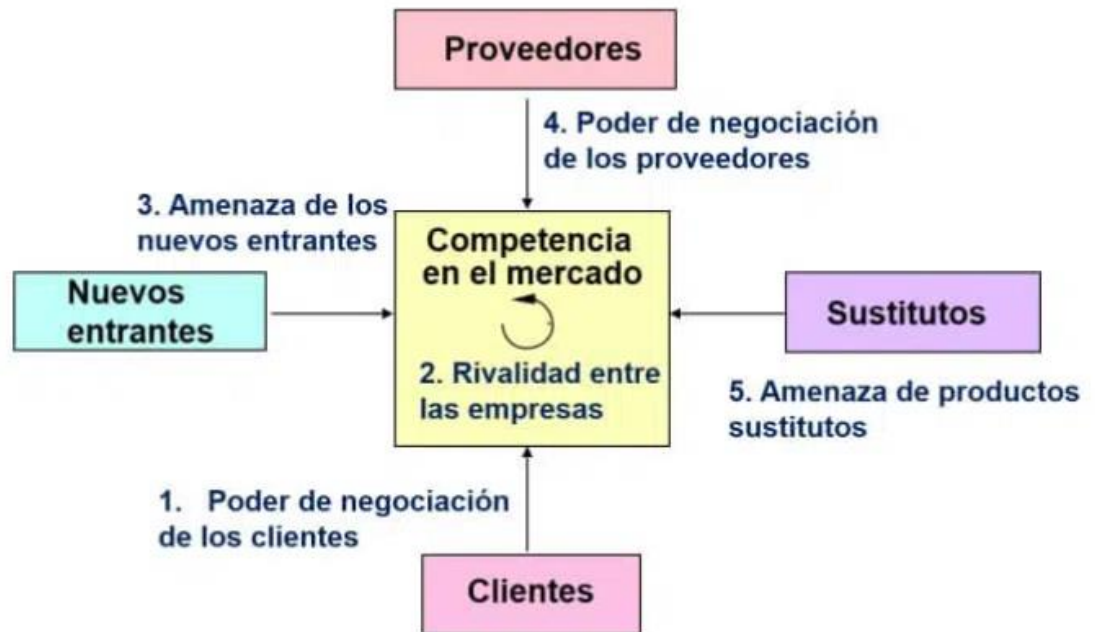 Proveedores
4. Poder de negociación
de los proveedores
3. Amenaza de los
nuevos entrantes
Competencia
en el mercado
Nuevos
entrantes
Sustitutos
2. Rivalidad entre
las empresas
5. Amenaza de productos
sustitutos
1. Poder de negociación
de los clientes
Clientes